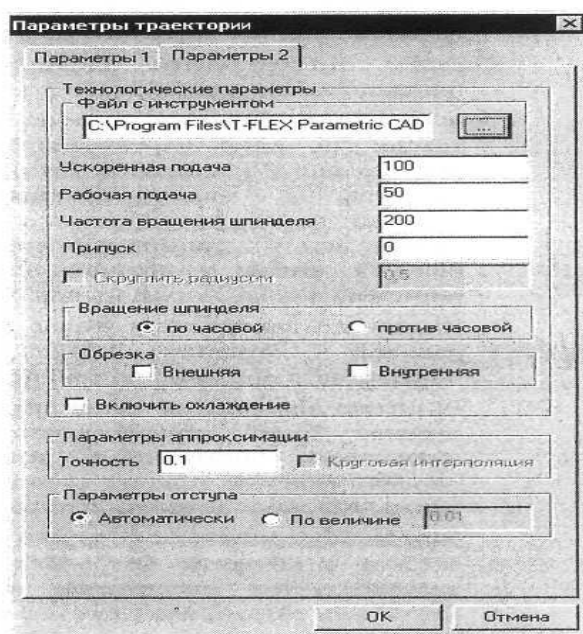 Параметры траектории
Параметры 1 Параметры 2
Технологические параметры
Файл с инструментом
C:\Program Files\T-FLEX Parametric CAD ...
Ускоренная подача 100
Рабочая подача 50
Частота вращения шпинделя 200
Припуск 0
Скруглить радиусом 0,5
Вращение шпинделя
по часовой против часовой
Обрезка
Внешняя Внутренняя
Включить охлаждение
Параметры аппроксимации
Точность 0.1 Круговая интерполяция
Параметры отступа
Автоматически По величине 0.01
OK Отмена